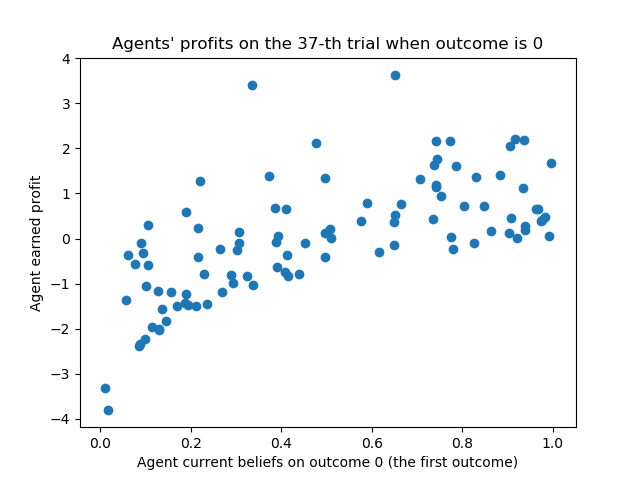 Agents' profits on the 37-th trial when outcome is 0
4
3
2
1
0
−1
−2
−3
−4
Agent earned profit
0.0 0.2 0.4 0.6 0.8 1.0
Agent current beliefs on outcome 0 (the first outcome)